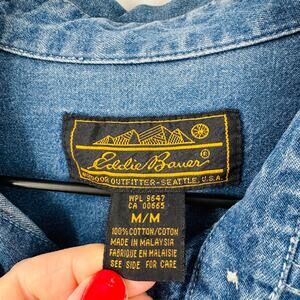 Eddie Bauer®
OUTDOOR OUTFITTER-SEATTLE, U.S.A.
WPL 9647
CA 00665
M/M
100% COTTON/COTON
MADE IN MALAYSIA
FABRIQUE EN MALAISIE
SEE SIDE FOR CARE